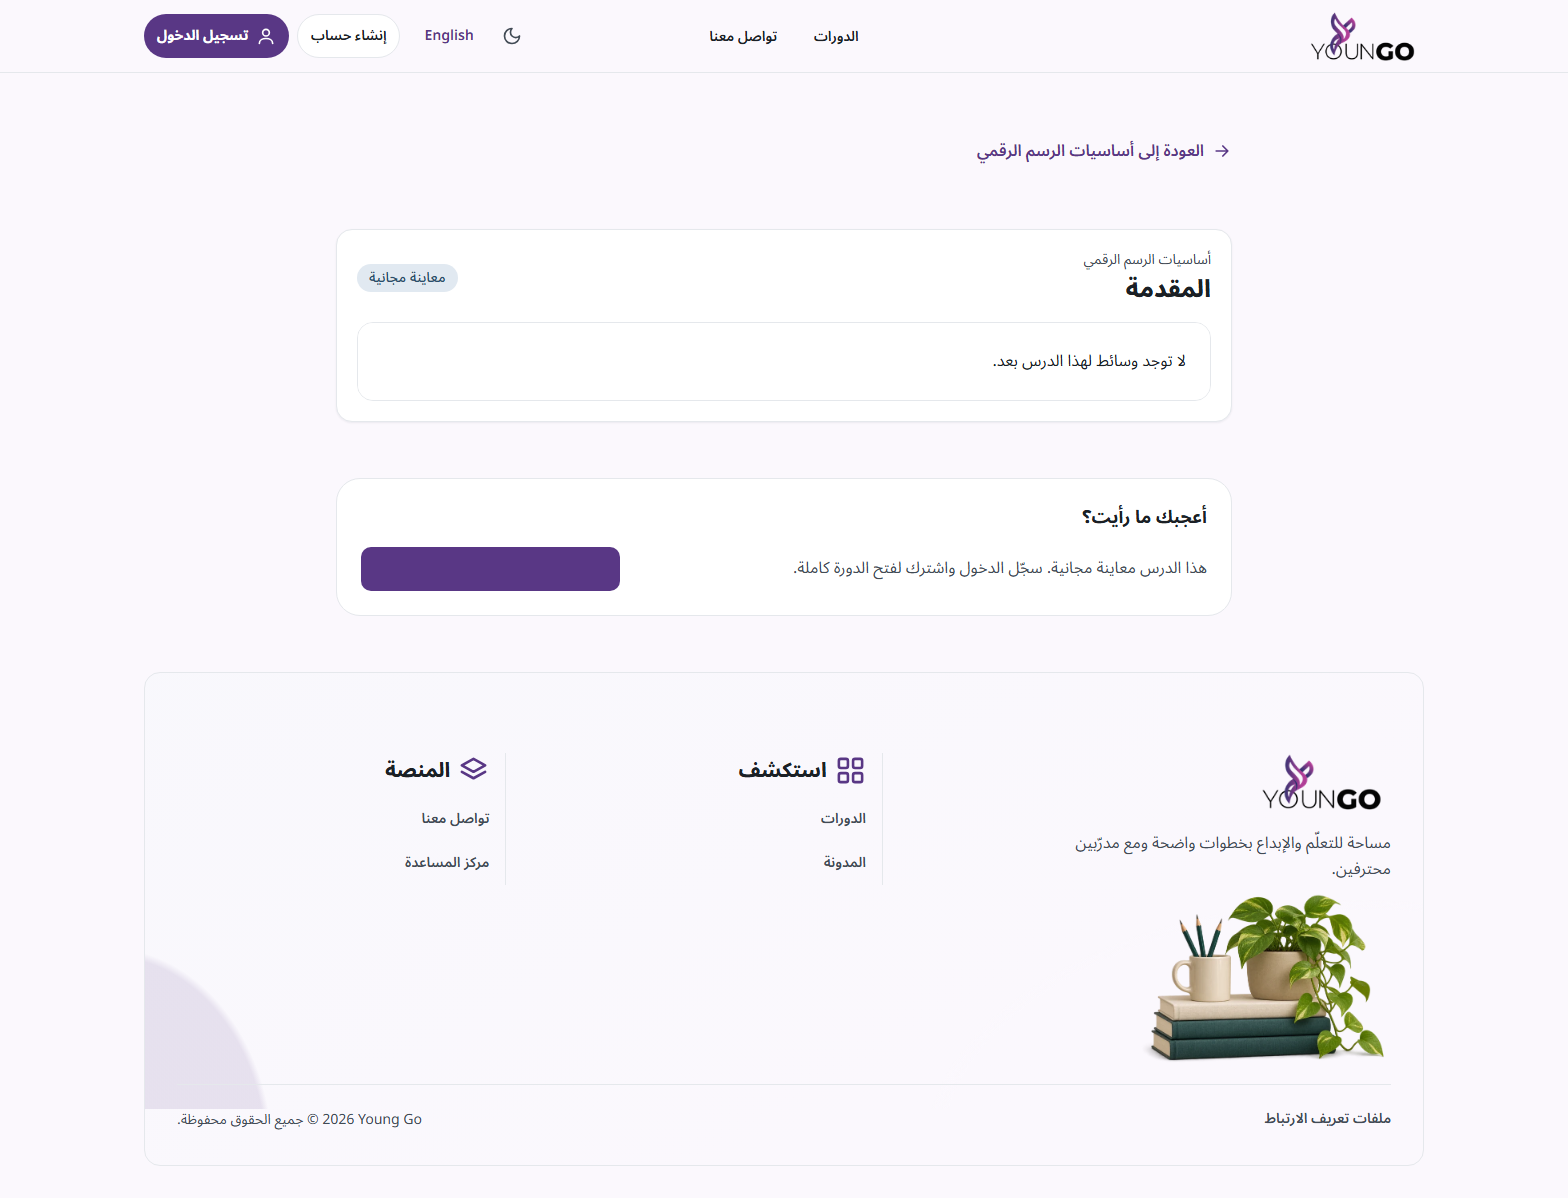 YOUNGO
الدورات
تواصل معنا
English
إنشاء حساب
تسجيل الدخول
العودة إلى أساسيات الرسم الرقمي
أساسيات الرسم الرقمي
المقدمة
معاينة مجانية
لا توجد وسائط لهذا الدرس بعد.
أعجبك ما رأيت؟
هذا الدرس معاينة مجانية. سجّل الدخول واشترك لفتح الدورة كاملة.
YOUNGO
مساحة للتعلّم والإبداع بخطوات واضحة ومع مدرّبين
محترفين.
استكشف
الدورات
المدونة
المنصة
تواصل معنا
مركز المساعدة
ملفات تعريف الارتباط
Young Go 2026 © جميع الحقوق محفوظة.